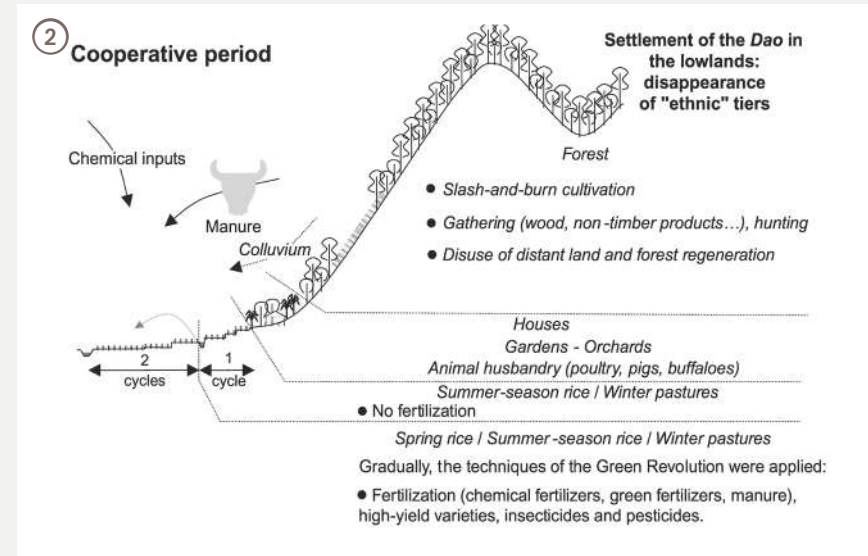 2
Cooperative period
Settlement of the Dao in
the lowlands:
disappearance
of "ethnic" tiers
Chemical inputs
Manure
Colluvium
Forest
● Slash-and-burn cultivation
● Gathering (wood, non-timber products…), hunting
● Disuse of distant land and forest regeneration
2
cycles
1
cycle
Houses
Gardens - Orchards
Animal husbandry (poultry, pigs, buffaloes)
Summer-season rice / Winter pastures
● No fertilization
Spring rice / Summer-season rice / Winter pastures
Gradually, the techniques of the Green Revolution were applied:
● Fertilization (chemical fertilizers, green fertilizers, manure),
high-yield varieties, insecticides and pesticides.